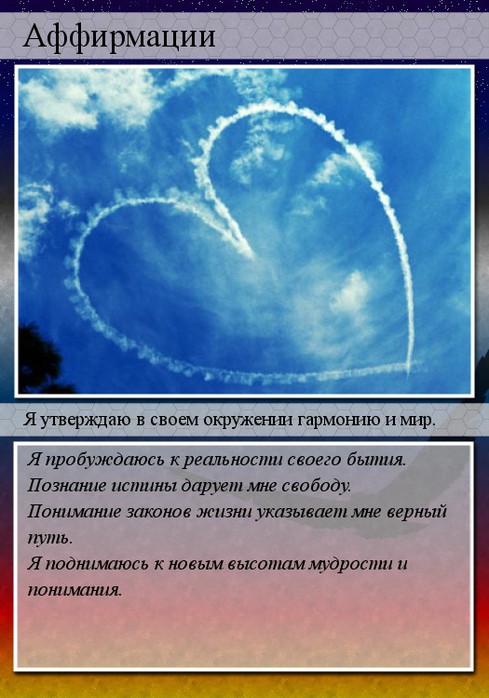 Аффирмации
Я утверждаю в своем окружении гармонию и мир.
Я пробуждаюсь к реальности своего бытия.
Познание истины дарует мне свободу.
Понимание законов жизни указывает мне верный
путь.
Я поднимаюсь к новым высотам мудрости и
понимания.